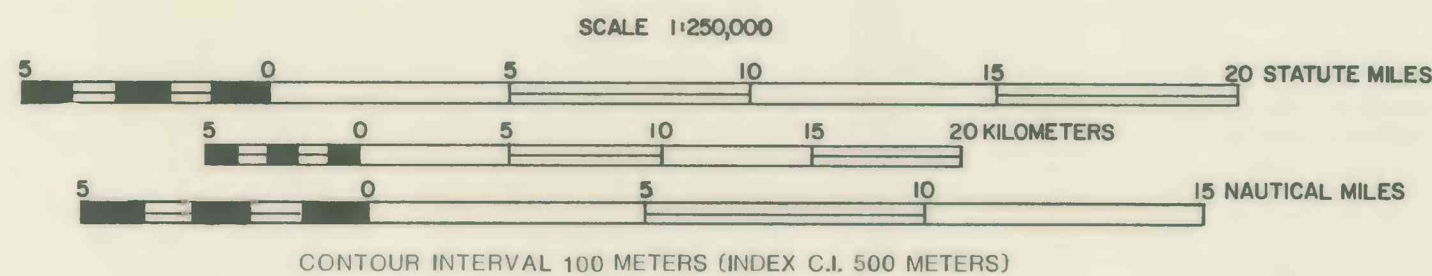 SCALE 1:250,000
5 0 5 10 15 20 STATUTE MILES
5 0 5 10 15 20 KILOMETERS
5 0 5 10 15 NAUTICAL MILES
CONTOUR INTERVAL 100 METERS (INDEX C.I. 500 METERS)